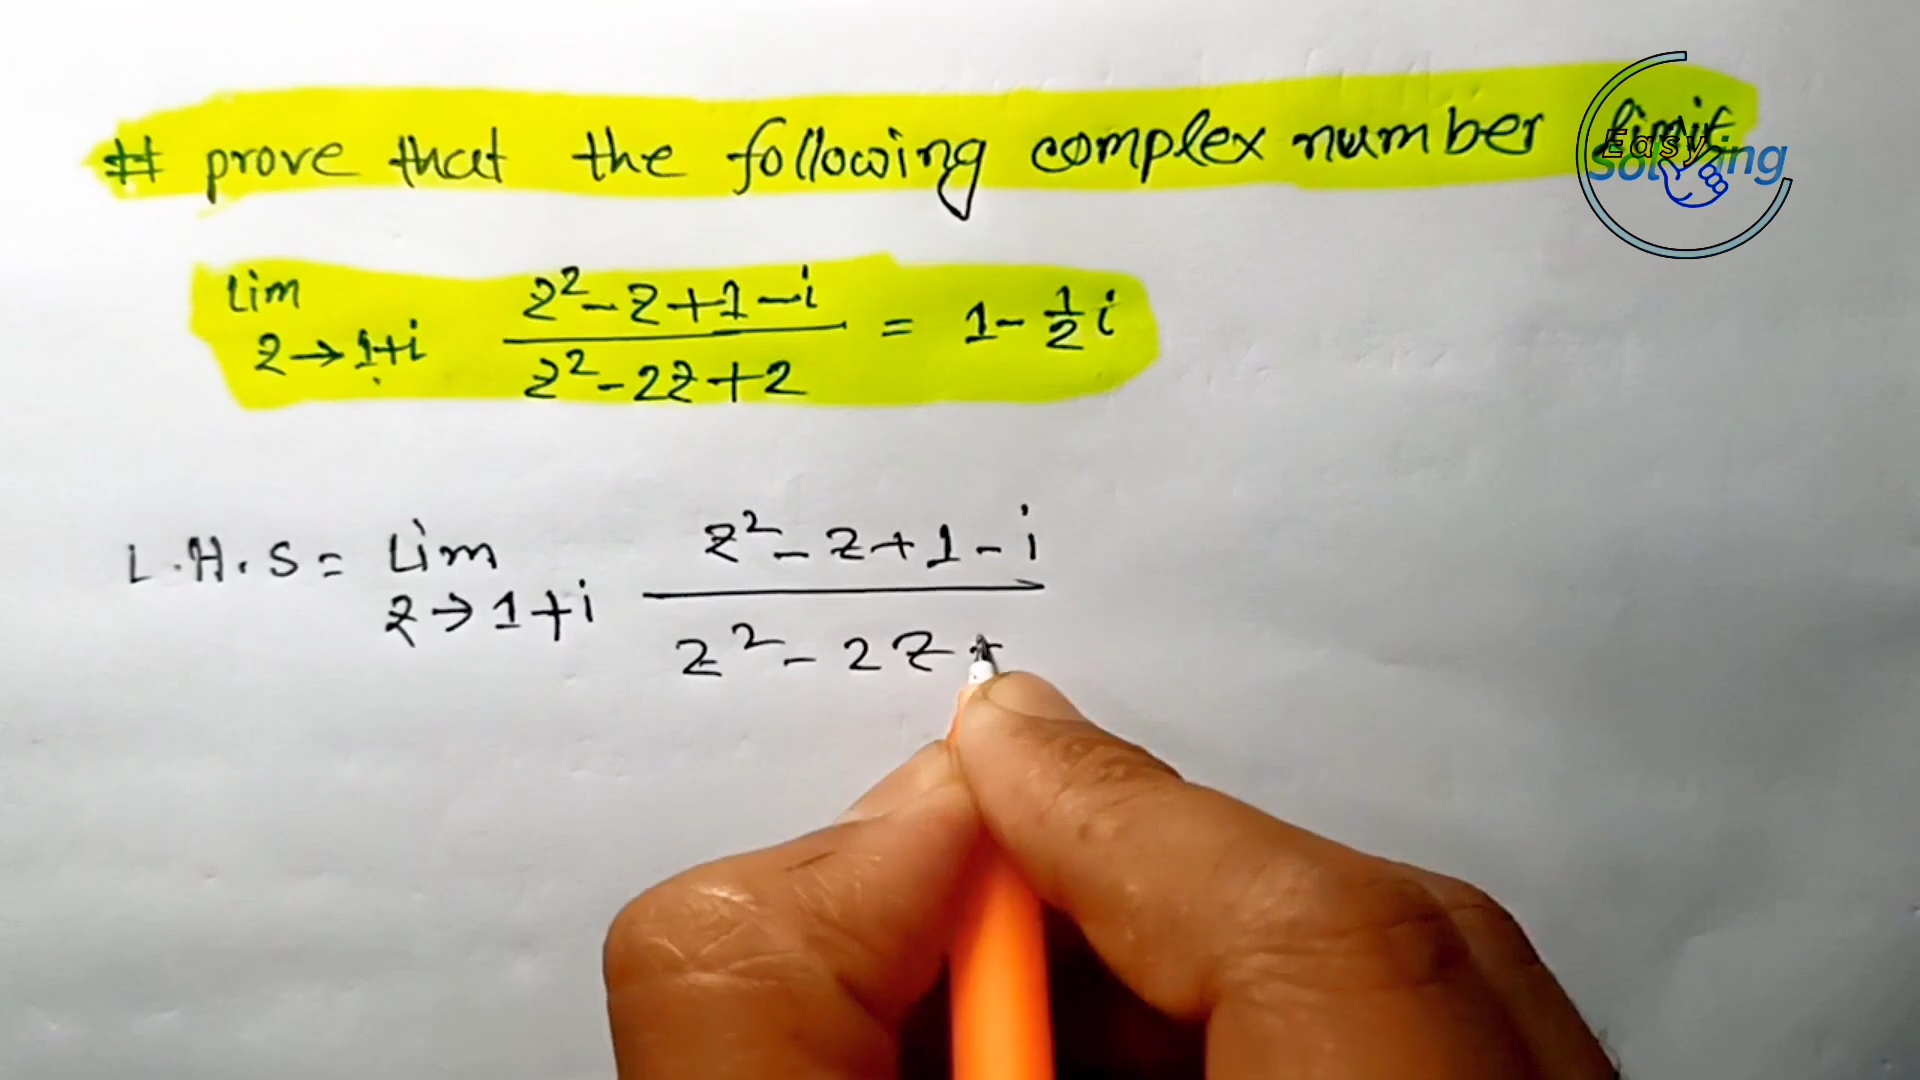 # prove that the following complex number limit
Easy
Solving
lim z→1+i z²-z+1-i / z²-2z+2 = 1-1/2 i
L.H.S = Lim z→1+i z²-z+1-i / z²-2z+